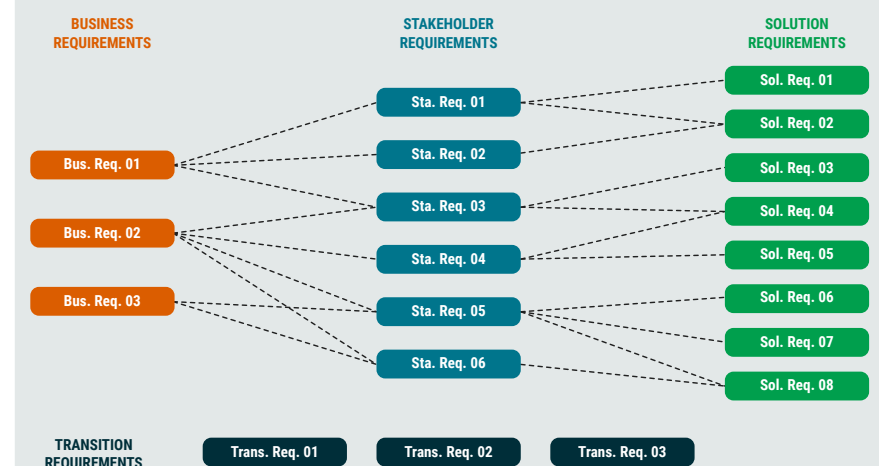 BUSINESS
REQUIREMENTS
STAKEHOLDER
REQUIREMENTS
SOLUTION
REQUIREMENTS
Bus. Req. 01
Bus. Req. 02
Bus. Req. 03
Sta. Req. 01
Sta. Req. 02
Sta. Req. 03
Sta. Req. 04
Sta. Req. 05
Sta. Req. 06
Sol. Req. 01
Sol. Req. 02
Sol. Req. 03
Sol. Req. 04
Sol. Req. 05
Sol. Req. 06
Sol. Req. 07
Sol. Req. 08
TRANSITION
REQUIREMENTS
Trans. Req. 01
Trans. Req. 02
Trans. Req. 03